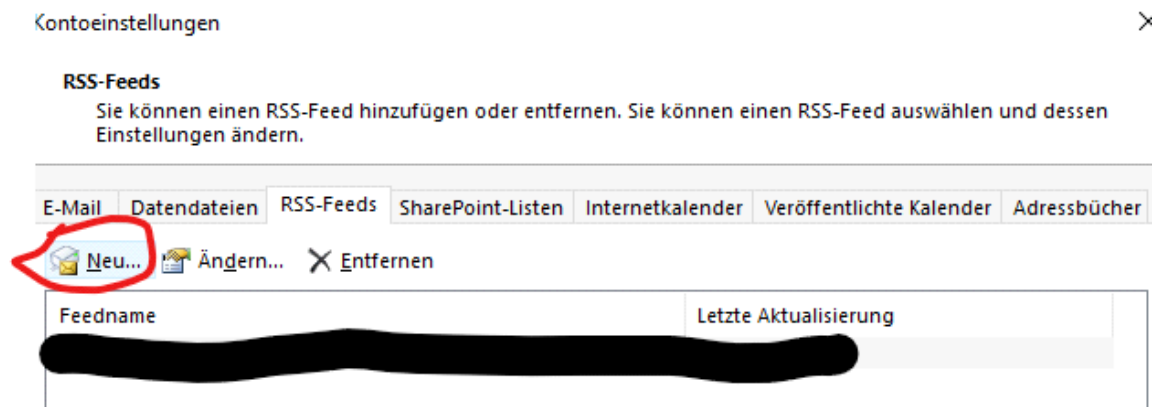 Kontoeinstellungen
RSS-Feeds
Sie können einen RSS-Feed hinzufügen oder entfernen. Sie können einen RSS-Feed auswählen und dessen
Einstellungen ändern.
E-Mail Datendateien RSS-Feeds SharePoint-Listen Internetkalender Veröffentlichte Kalender Adressbücher
Neu... Ändern... Entfernen
Feedname Letzte Aktualisierung